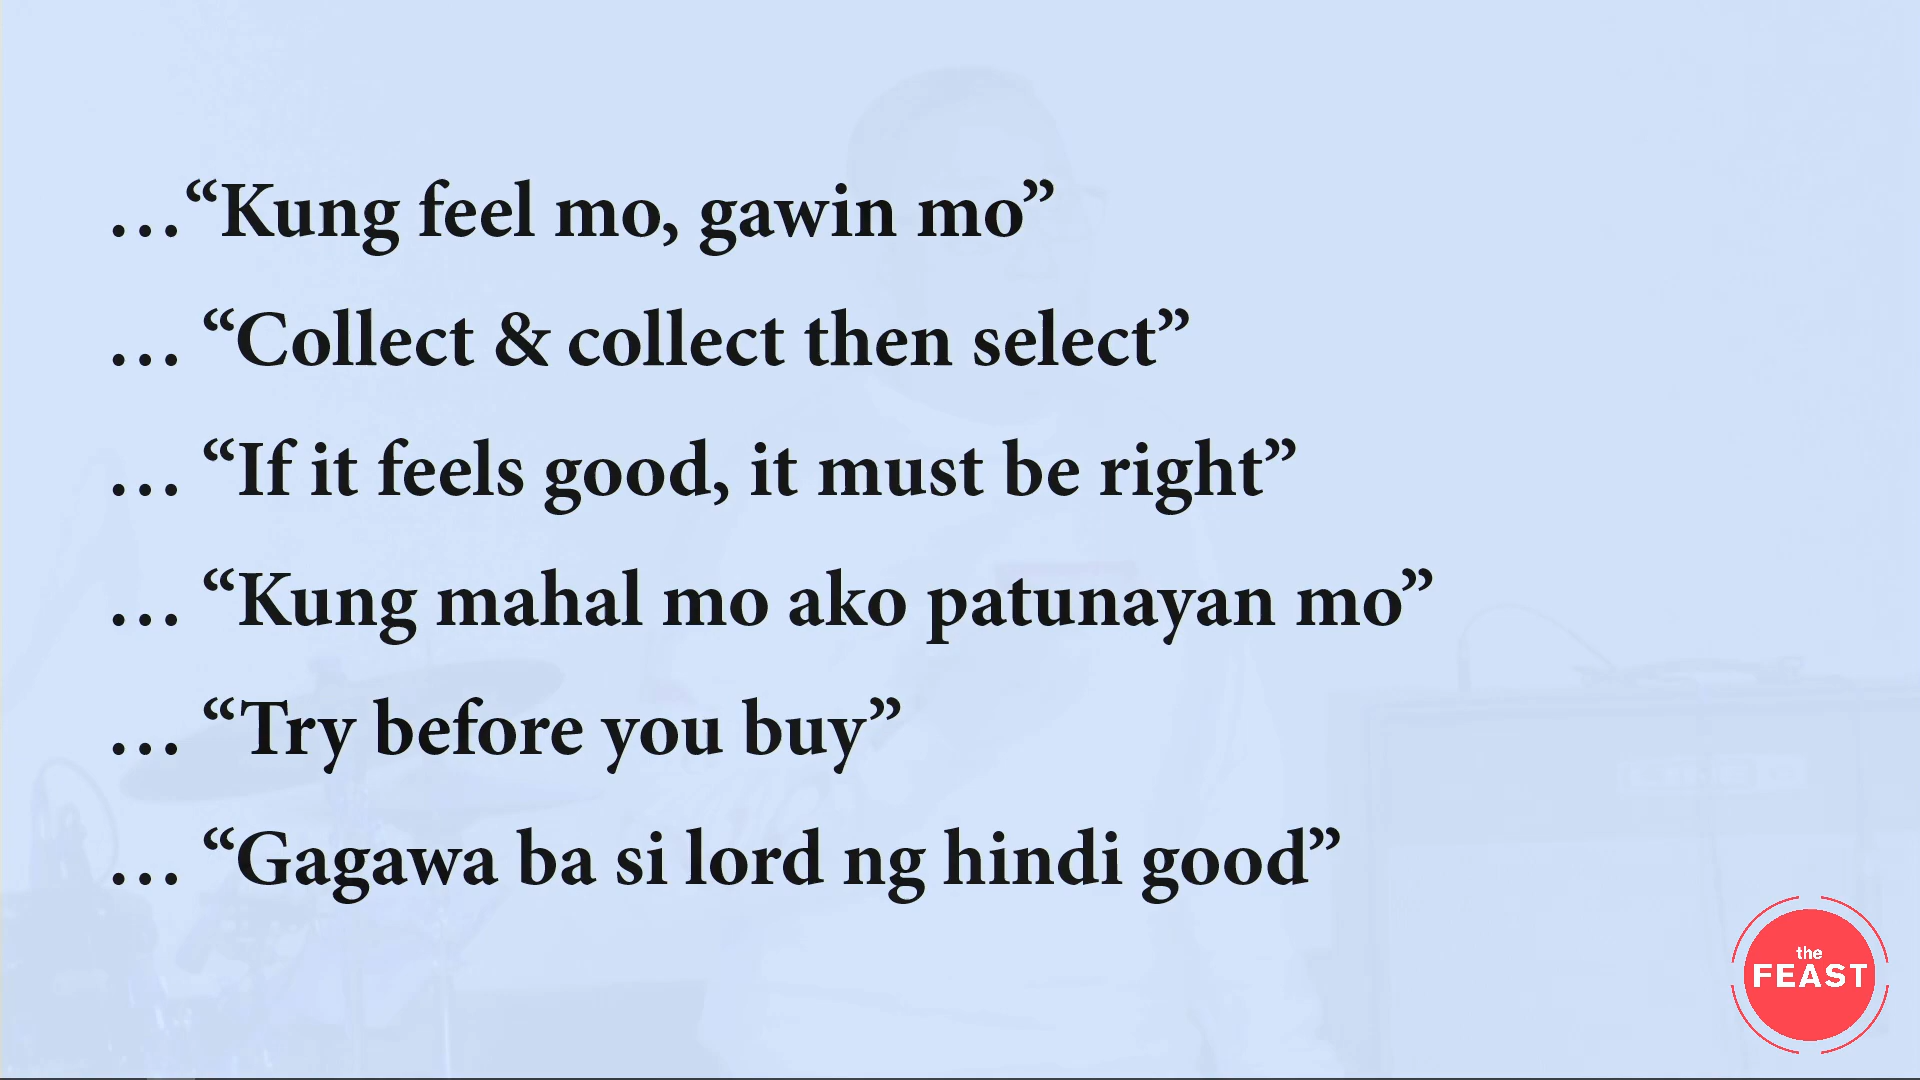 …“Kung feel mo, gawin mo”
… “Collect & collect then select”
… “If it feels good, it must be right”
… “Kung mahal mo ako patunayan mo”
… “Try before you buy”
… “Gagawa ba si lord ng hindi good”
the
FEAST